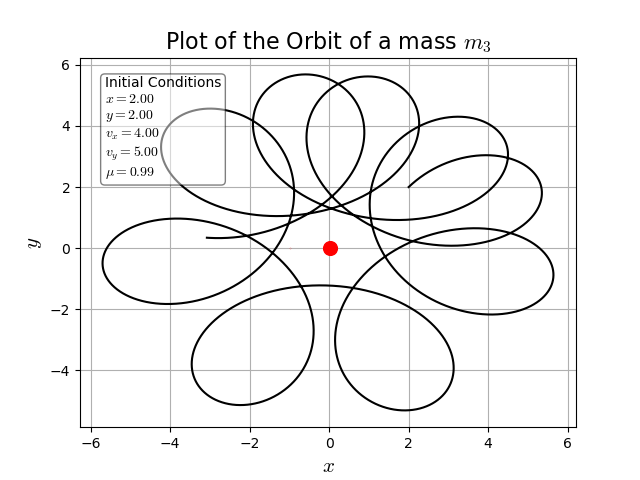 Plot of the Orbit of a mass m₃
6
4
2
0
−2
−4
y
Initial Conditions
x = 2.00
y = 2.00
vₓ = 4.00
v_y = 5.00
μ = 0.99
−6 −4 −2 0 2 4 6
x